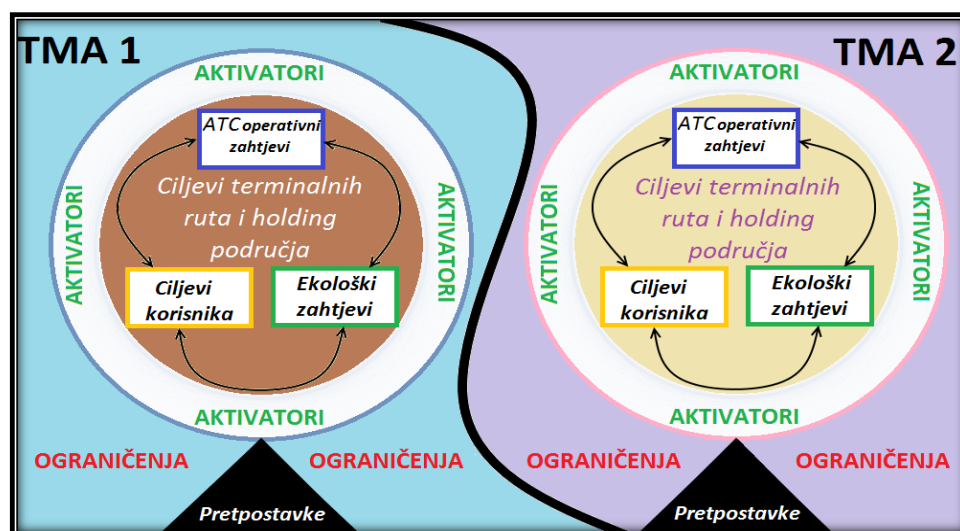 TMA 1
AKTIVATORI
ATC operativni
zahtjevi
Ciljevi terminalnih
ruta i holding
područja
AKTIVATORI
AKTIVATORI
Ciljevi
korisnika
Ekološki
zahtjevi
AKTIVATORI
OGRANIČENJA
OGRANIČENJA
Pretpostavke
TMA 2
AKTIVATORI
ATC operativni
zahtjevi
Ciljevi terminalnih
ruta i holding
područja
AKTIVATORI
AKTIVATORI
Ciljevi
korisnika
Ekološki
zahtjevi
AKTIVATORI
OGRANIČENJA
OGRANIČENJA
Pretpostavke